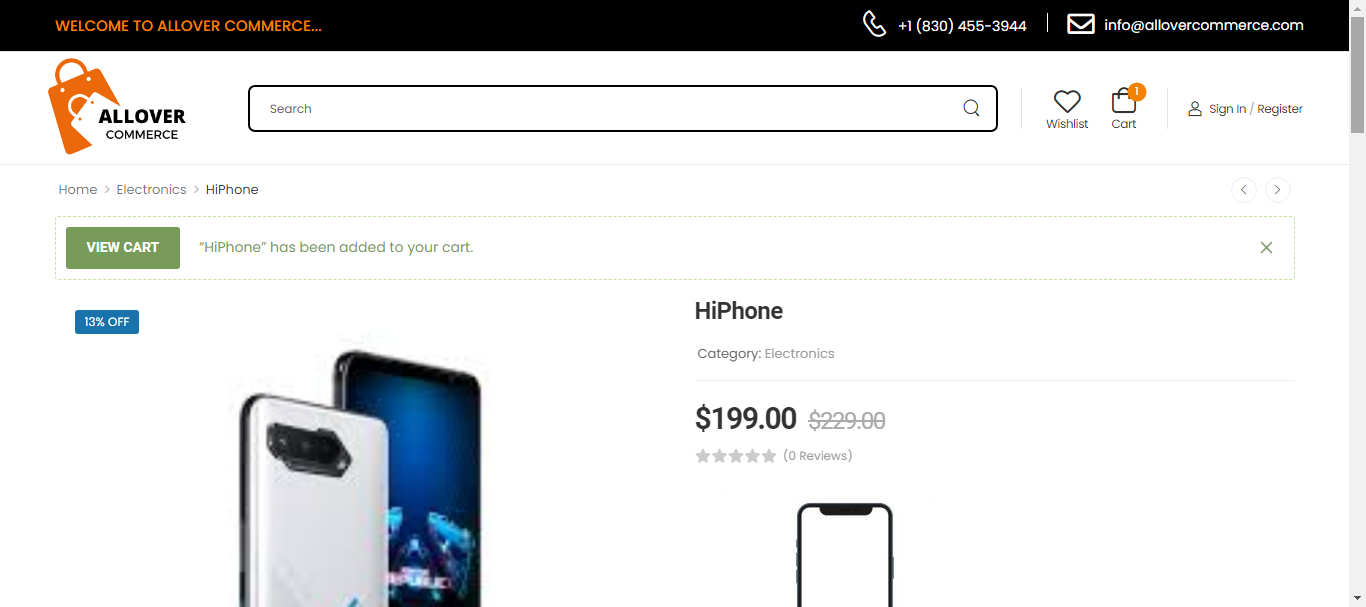 WELCOME TO ALLOVER COMMERCE...
+1 (830) 455-3944
info@allovercommerce.com
ALLOVER
COMMERCE
Search
1
Wishlist
Cart
Sign In / Register
Home > Electronics > HiPhone
VIEW CART
“HiPhone” has been added to your cart.
13% OFF
HiPhone
Category: Electronics
$199.00 $229.00
(0 Reviews)